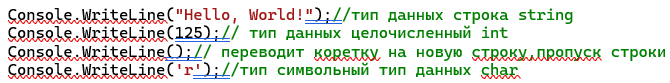 Console.WriteLine("Hello, World!");//тип данных строка string
Console.WriteLine(125);// тип данных целочисленный int
Console.WriteLine();// переводит коретку на новую строку,пропуск строки
Console.WriteLine('r');//тип символьный тип данных char